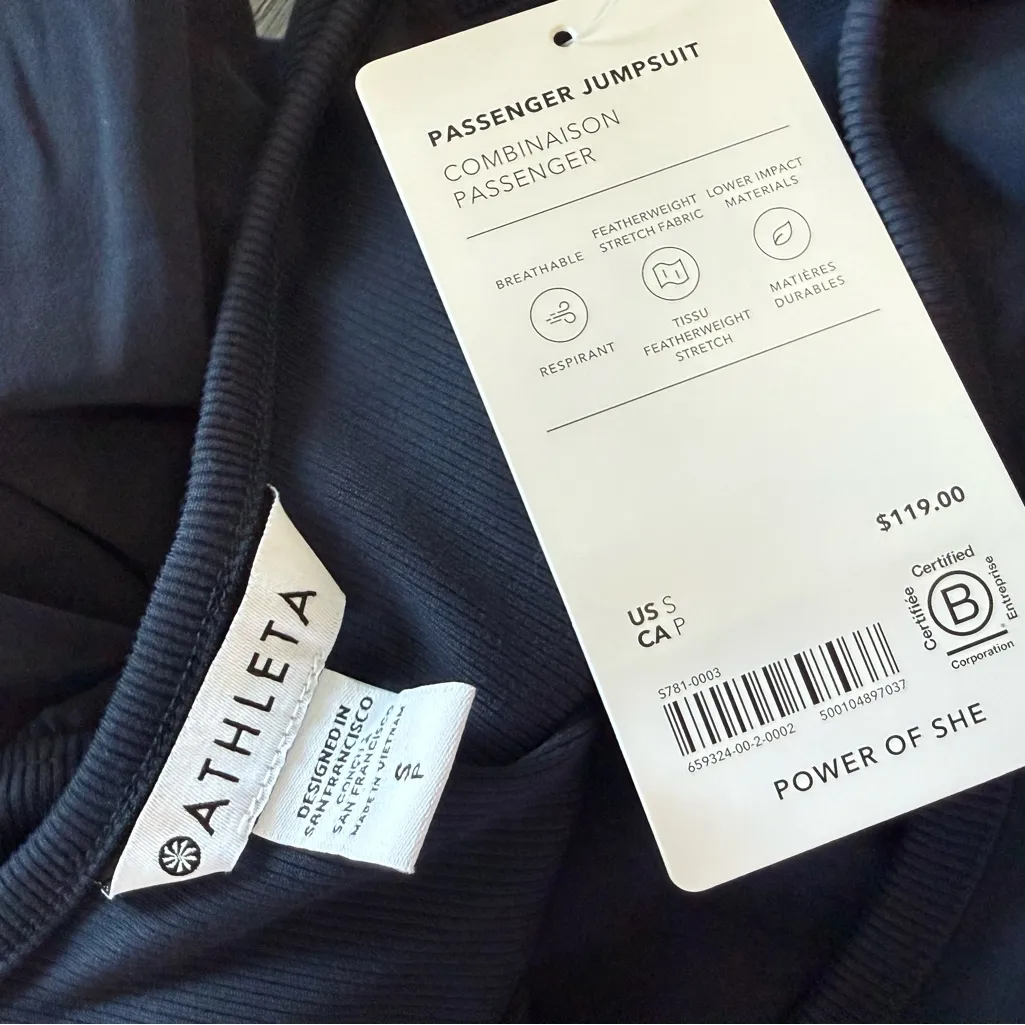 PASSENGER JUMPSUIT
COMBINAISON
PASSENGER
BREATHABLE
RESPIRANT
FEATHERWEIGHT
STRETCH FABRIC
TISSU
FEATHERWEIGHT
STRETCH
LOWER IMPACT
MATERIALS
MATIÈRES
DURABLES
$119.00
US S
CA P
Certified
Certifiée
B
Entreprise
Corporation
S781-0003
659324-00-2-0002
500104897037
POWER OF SHE
ATHLETA
DESIGNED IN
SAN FRANCISCO
SAN FRANCISCO
MADE IN VIETNAM
S
P